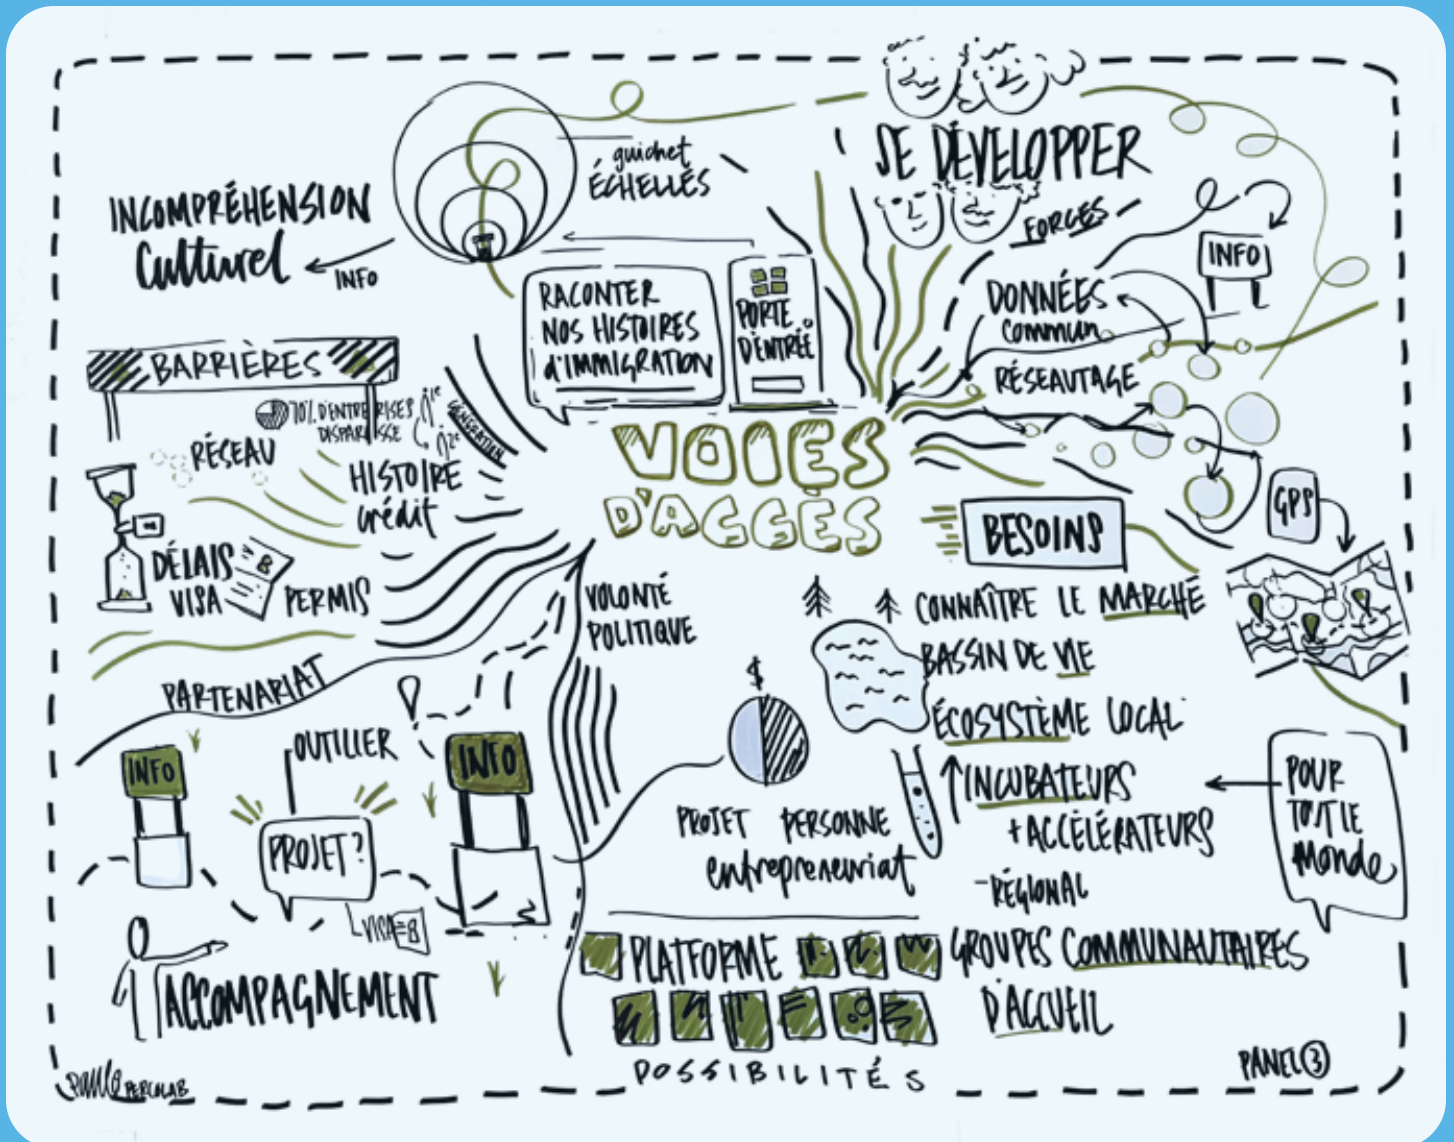 SE DÉVELOPPER
guichet
ÉCHELLES
INCOMPRÉHENSION
Culturel
INFO
FORCES
INFO
RACONTER
NOS HISTOIRES
d'IMMIGRATION
PORTE
D'ENTRÉE
DONNÉES
Commun
RÉSEAUTAGE
BARRIÈRES
70% D'ENTREPRISES
DISPARAISSE
1e
2e
GÉNÉRATION
RÉSEAU
HISTOIRE
crédit
VOIES
D'ACCÈS
BESOINS
GPS
DÉLAIS
VISA
PERMIS
VOLONTÉ
POLITIQUE
CONNAÎTRE LE MARCHÉ
BASSIN DE VIE
ÉCOSYSTÈME LOCAL
PARTENARIAT
$
OUTILLER
INFO
INFO
PROJET?
VISA
INCUBATEURS
+ ACCÉLÉRATEURS
- RÉGIONAL
POUR
TOUT LE
Monde
PROJET PERSONNE
entrepreneuriat
ACCOMPAGNEMENT
PLATFORME
GROUPES COMMUNAUTAIRES
D'ACCUEIL
POSSIBILITÉS
PANEL 3
paule PERCOLAB